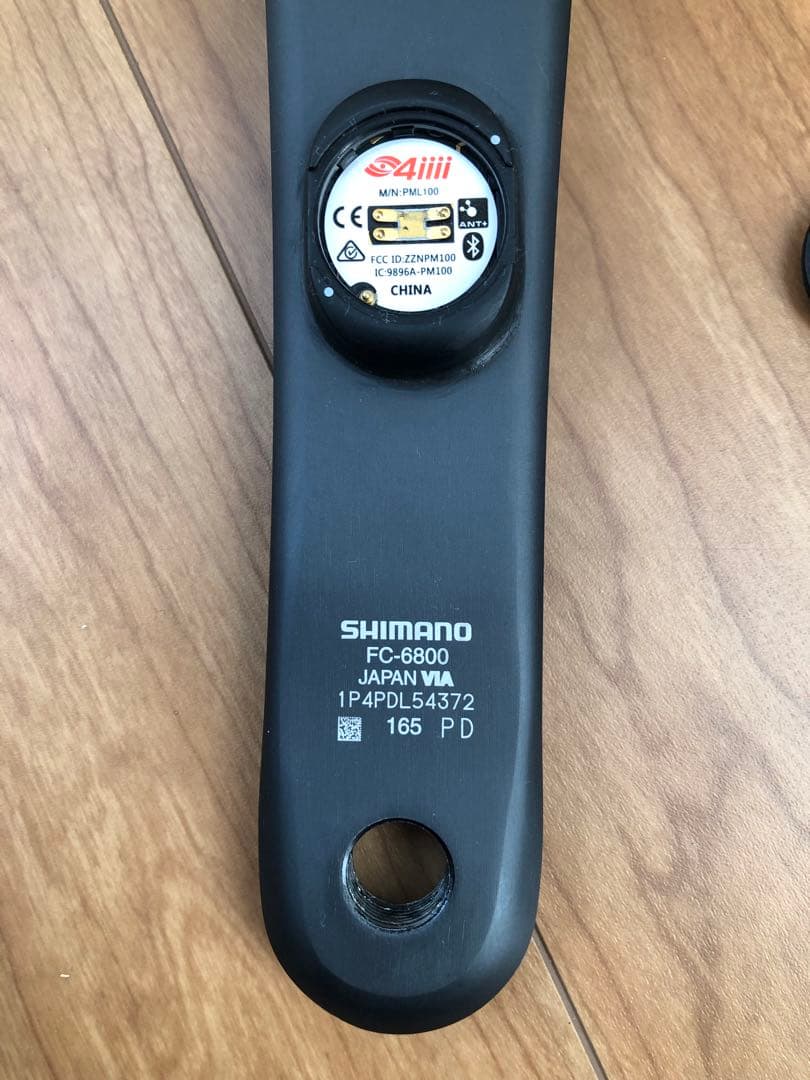 4iiii
M/N:PML100
CE
ANT+
FCC ID:ZZNPM100
IC:9896A-PM100
CHINA
SHIMANO
FC-6800
JAPAN VIA
1P4PDL54372
165 PD